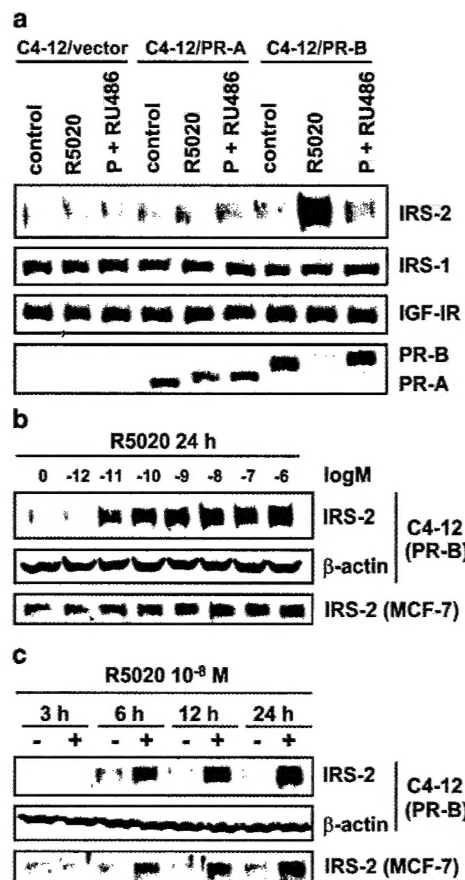 a
C4-12/vector C4-12/PR-A C4-12/PR-B
control R5020 P + RU486 control R5020 P + RU486 control R5020 P + RU486
IRS-2
IRS-1
IGF-IR
PR-B
PR-A
b
R5020 24 h
0 -12 -11 -10 -9 -8 -7 -6 logM
IRS-2
C4-12
(PR-B)
β-actin
IRS-2 (MCF-7)
c
R5020 10⁻⁸ M
3 h 6 h 12 h 24 h
- + - + - + - +
IRS-2
C4-12
(PR-B)
β-actin
IRS-2 (MCF-7)